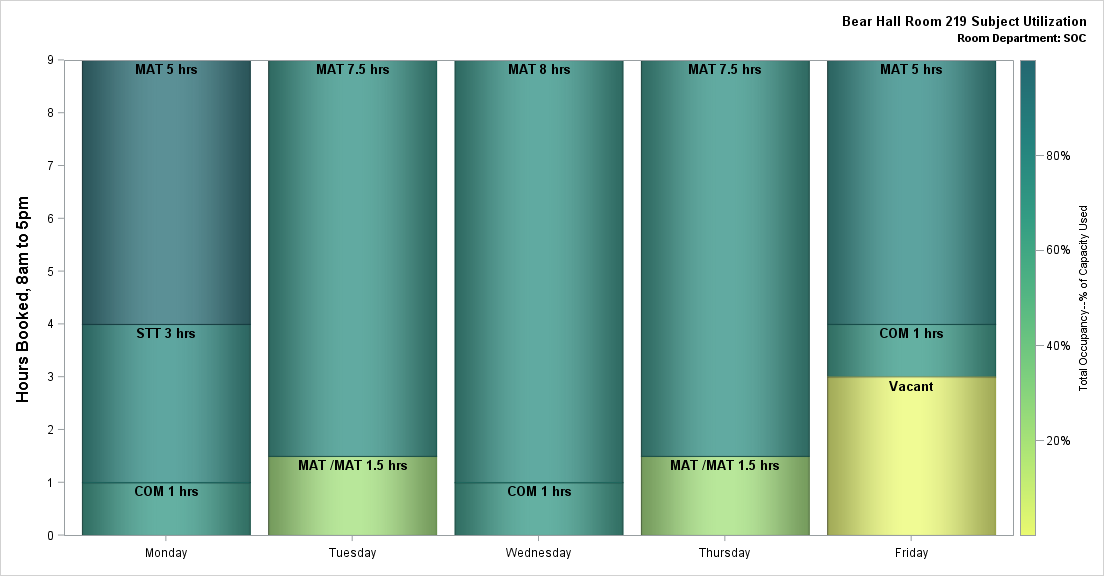 Bear Hall Room 219 Subject Utilization
Room Department: SOC
Hours Booked, 8am to 5pm
9
8
7
6
5
4
3
2
1
0
MAT 5 hrs
STT 3 hrs
COM 1 hrs
MAT 7.5 hrs
MAT /MAT 1.5 hrs
MAT 8 hrs
COM 1 hrs
MAT 7.5 hrs
MAT /MAT 1.5 hrs
MAT 5 hrs
COM 1 hrs
Vacant
Monday
Tuesday
Wednesday
Thursday
Friday
80%
60%
40%
20%
Total Occupancy--% of Capacity Used